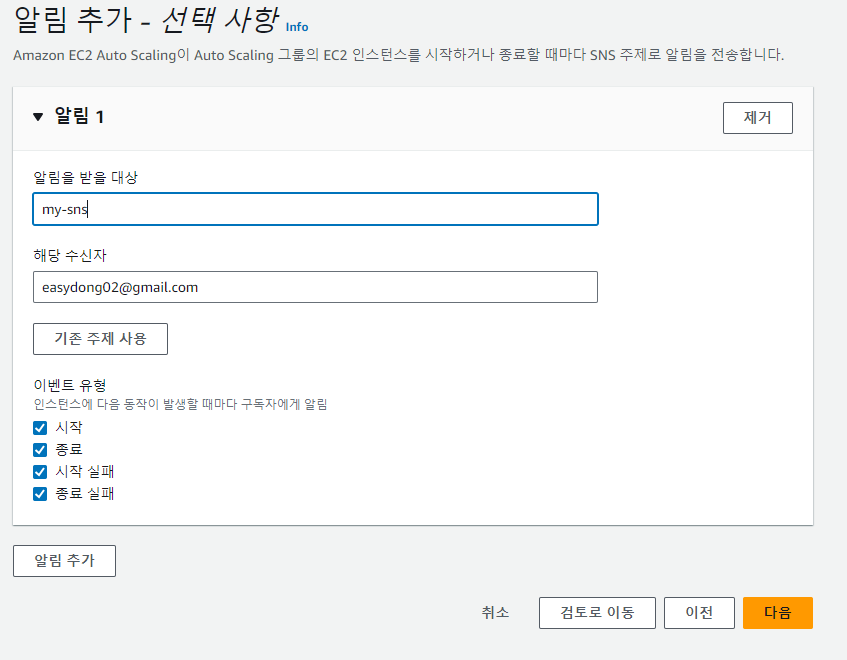 알림 추가 - 선택 사항 Info
Amazon EC2 Auto Scaling이 Auto Scaling 그룹의 EC2 인스턴스를 시작하거나 종료할 때마다 SNS 주제로 알림을 전송합니다.
▼ 알림 1
제거
알림을 받을 대상
my-sns
해당 수신자
easydong02@gmail.com
기존 주제 사용
이벤트 유형
인스턴스에 다음 동작이 발생할 때마다 구독자에게 알림
시작
종료
시작 실패
종료 실패
알림 추가
취소 검토로 이동 이전 다음